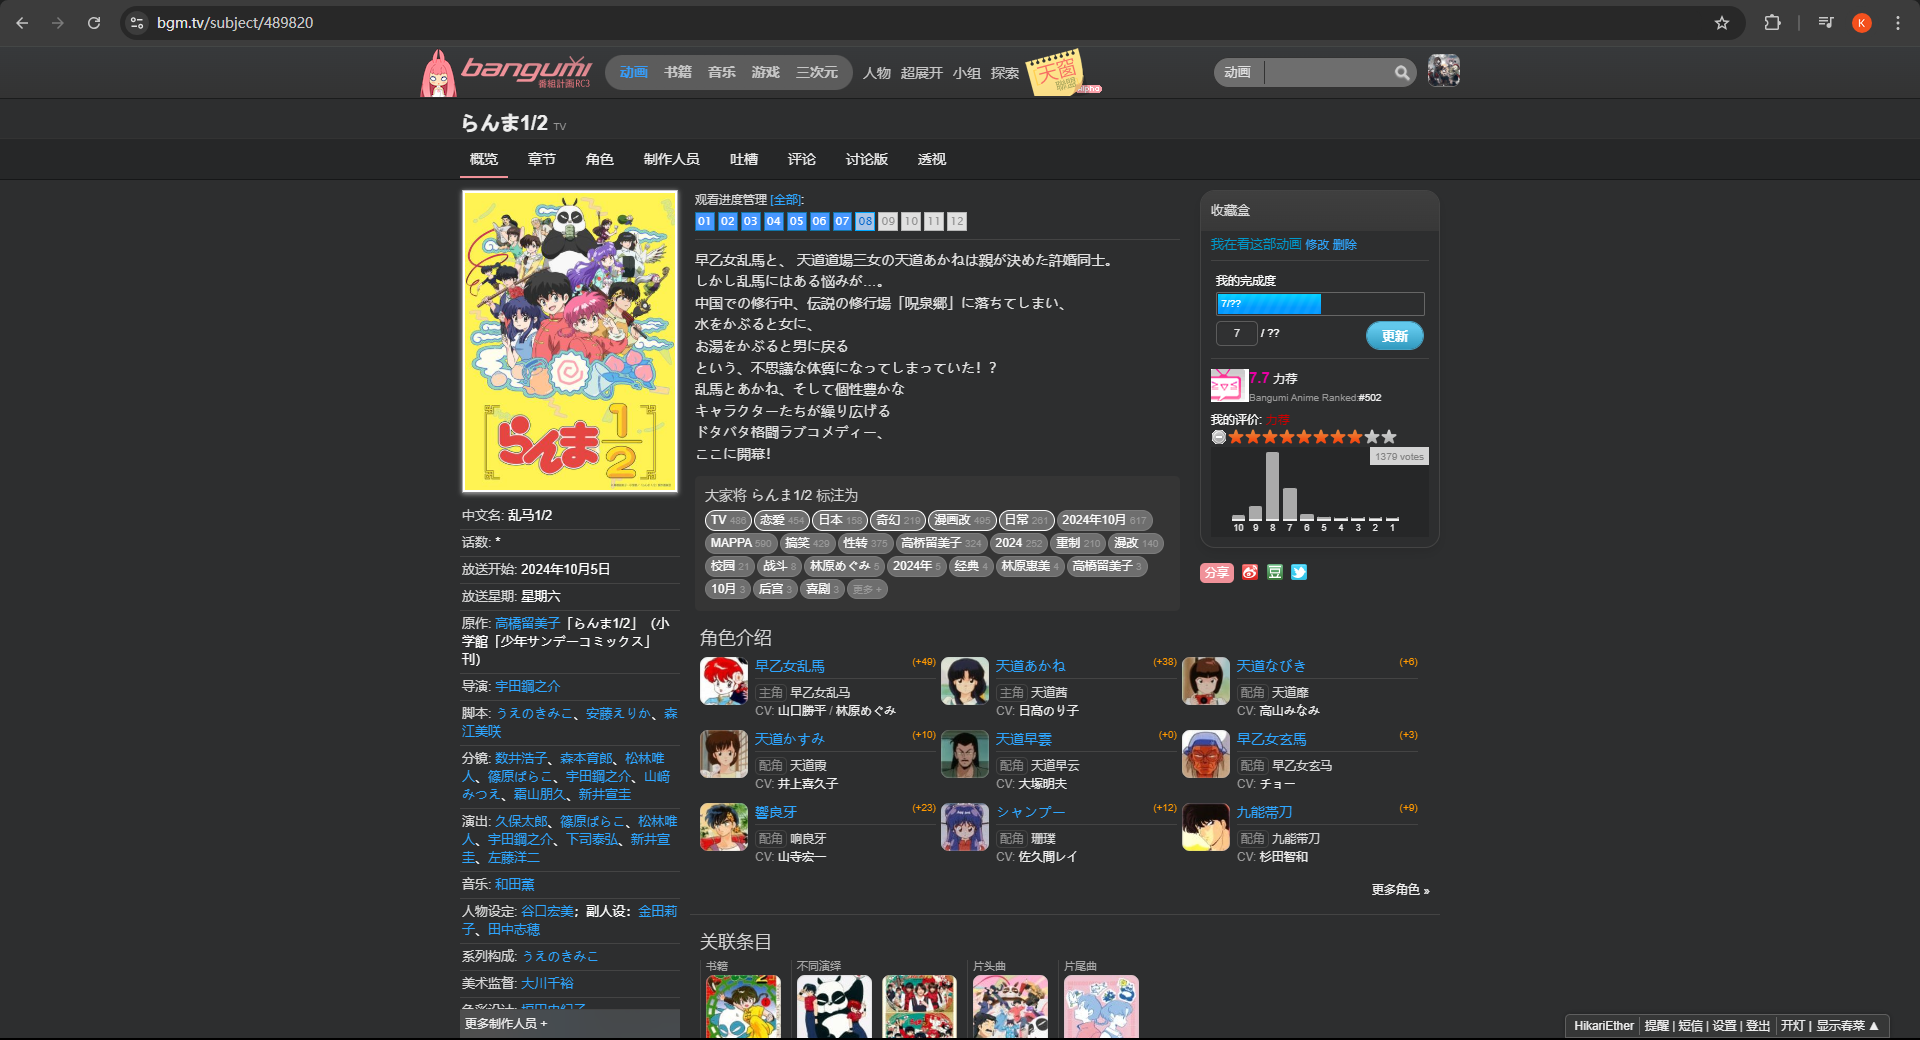 bgm.tv/subject/489820
K
bangumi
番組計画RC3
动画 书籍 音乐 游戏 三次元
人物 超展开 小组 探索
天窗
联盟
alpha
动画
らんま1/2 TV
概览 章节 角色 制作人员 吐槽 评论 讨论版 透视
らんま
1
2
中文名: 乱马1/2
话数: *
放送开始: 2024年10月5日
放送星期: 星期六
原作: 高橋留美子「らんま1/2」（小
学館「少年サンデーコミックス」
刊）
导演: 宇田鋼之介
脚本: うえのきみこ、安藤えりか、森
江美咲
分镜: 数井浩子、森本育郎、松林唯
人、篠原ぱらこ、宇田鋼之介、山﨑
みつえ、霜山朋久、新井宣圭
演出: 久保太郎、篠原ぱらこ、松林唯
人、宇田鋼之介、下司泰弘、新井宣
圭、左藤洋二
音乐: 和田薫
人物设定: 谷口宏美；副人设：金田莉
子、田中志穂
系列构成: うえのきみこ
美术监督: 大川千裕
更多制作人员 +
观看进度管理 [全部]:
01 02 03 04 05 06 07 08 09 10 11 12
早乙女乱馬と、 天道道場三女の天道あかねは親が決めた許婚同士。
しかし乱馬にはある悩みが…。
中国での修行中、伝説の修行場「呪泉郷」に落ちてしまい、
水をかぶると女に、
お湯をかぶると男に戻る
という、不思議な体質になってしまっていた！？
乱馬とあかね、そして個性豊かな
キャラクターたちが繰り広げる
ドタバタ格闘ラブコメディー、
ここに開幕！
大家将 らんま1/2 标注为
TV 486 恋爱 464 日本 158 奇幻 219 漫画改 495 日常 261 2024年10月 617
MAPPA 590 搞笑 429 性转 375 高桥留美子 324 2024 252 重制 210 漫改 140
校园 21 战斗 8 林原めぐみ 5 2024年 5 经典 4 林原惠美 4 高橋留美子 3
10月 3 后宫 3 喜剧 3 更多 +
角色介绍
早乙女乱馬 (+49)
主角 早乙女乱马
CV: 山口勝平 / 林原めぐみ
天道あかね (+38)
主角 天道茜
CV: 日髙のり子
天道なびき (+6)
配角 天道靡
CV: 高山みなみ
天道かすみ (+10)
配角 天道霞
CV: 井上喜久子
天道早雲 (+0)
配角 天道早云
CV: 大塚明夫
早乙女玄馬 (+3)
配角 早乙女玄马
CV: チョー
響良牙 (+23)
配角 响良牙
CV: 山寺宏一
シャンプー (+12)
配角 珊璞
CV: 佐久間レイ
九能帯刀 (+9)
配角 九能带刀
CV: 杉田智和
更多角色 »
关联条目
书籍
不同演绎
片头曲
片尾曲
收藏盒
我在看这部动画 修改 删除
我的完成度
7/??
7 / ??
更新
7.7 力荐
Bangumi Anime Ranked:#502
我的评价: 力荐
1379 votes
10 9 8 7 6 5 4 3 2 1
分享
豆
HikariEther 提醒 | 短信 | 设置 | 登出 开灯 | 显示春菜 ▲